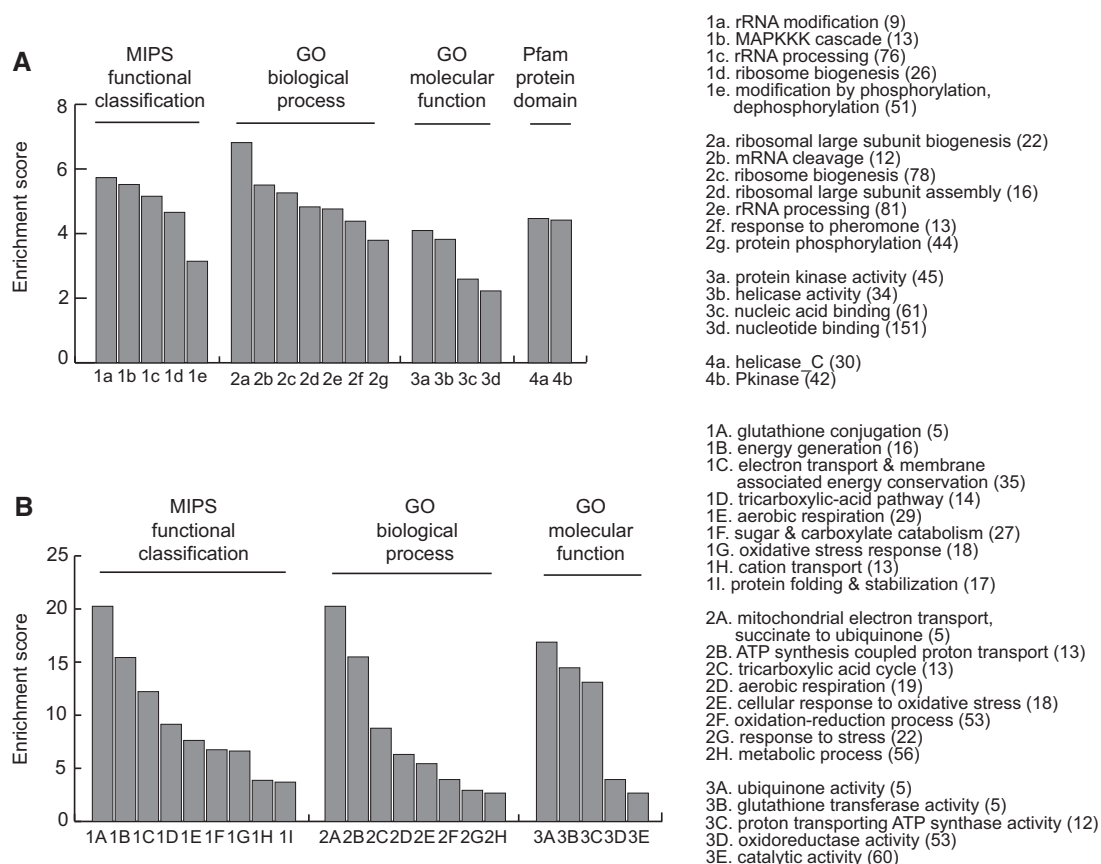 A
MIPS
functional
classification
GO
biological
process
GO
molecular
function
Pfam
protein
domain
Enrichment score
8
6
4
2
0
1a 1b 1c 1d 1e 2a 2b 2c 2d 2e 2f 2g 3a 3b 3c 3d 4a 4b
1a. rRNA modification (9)
1b. MAPKKK cascade (13)
1c. rRNA processing (76)
1d. ribosome biogenesis (26)
1e. modification by phosphorylation,
dephosphorylation (51)
2a. ribosomal large subunit biogenesis (22)
2b. mRNA cleavage (12)
2c. ribosome biogenesis (78)
2d. ribosomal large subunit assembly (16)
2e. rRNA processing (81)
2f. response to pheromone (13)
2g. protein phosphorylation (44)
3a. protein kinase activity (45)
3b. helicase activity (34)
3c. nucleic acid binding (61)
3d. nucleotide binding (151)
4a. helicase_C (30)
4b. Pkinase (42)
B
MIPS
functional
classification
GO
biological
process
GO
molecular
function
Enrichment score
25
20
15
10
5
0
1A 1B 1C 1D 1E 1F 1G 1H 1I 2A 2B 2C 2D 2E 2F 2G 2H 3A 3B 3C 3D 3E
1A. glutathione conjugation (5)
1B. energy generation (16)
1C. electron transport & membrane
associated energy conservation (35)
1D. tricarboxylic-acid pathway (14)
1E. aerobic respiration (29)
1F. sugar & carboxylate catabolism (27)
1G. oxidative stress response (18)
1H. cation transport (13)
1I. protein folding & stabilization (17)
2A. mitochondrial electron transport,
succinate to ubiquinone (5)
2B. ATP synthesis coupled proton transport (13)
2C. tricarboxylic acid cycle (13)
2D. aerobic respiration (19)
2E. cellular response to oxidative stress (18)
2F. oxidation-reduction process (53)
2G. response to stress (22)
2H. metabolic process (56)
3A. ubiquinone activity (5)
3B. glutathione transferase activity (5)
3C. proton transporting ATP synthase activity (12)
3D. oxidoreductase activity (53)
3E. catalytic activity (60)